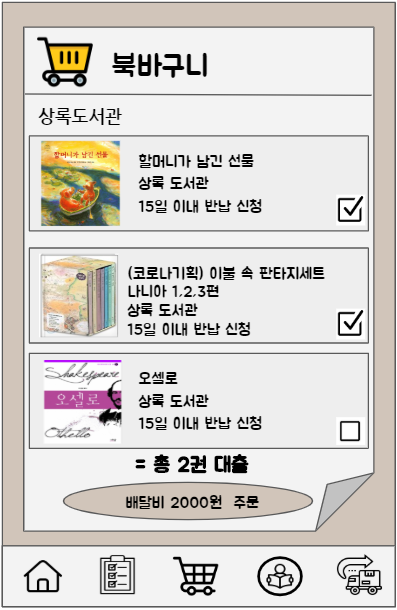 북바구니
상록도서관
할머니가 남긴 선물
할머니가 남긴 선물
상록 도서관
15일 이내 반납 신청
(코로나기획) 이불 속 판타지세트
나니아 1,2,3편
상록 도서관
15일 이내 반납 신청
Shakespeare
오셀로
Othello
오셀로
상록 도서관
15일 이내 반납 신청
= 총 2권 대출
배달비 2000원 주문